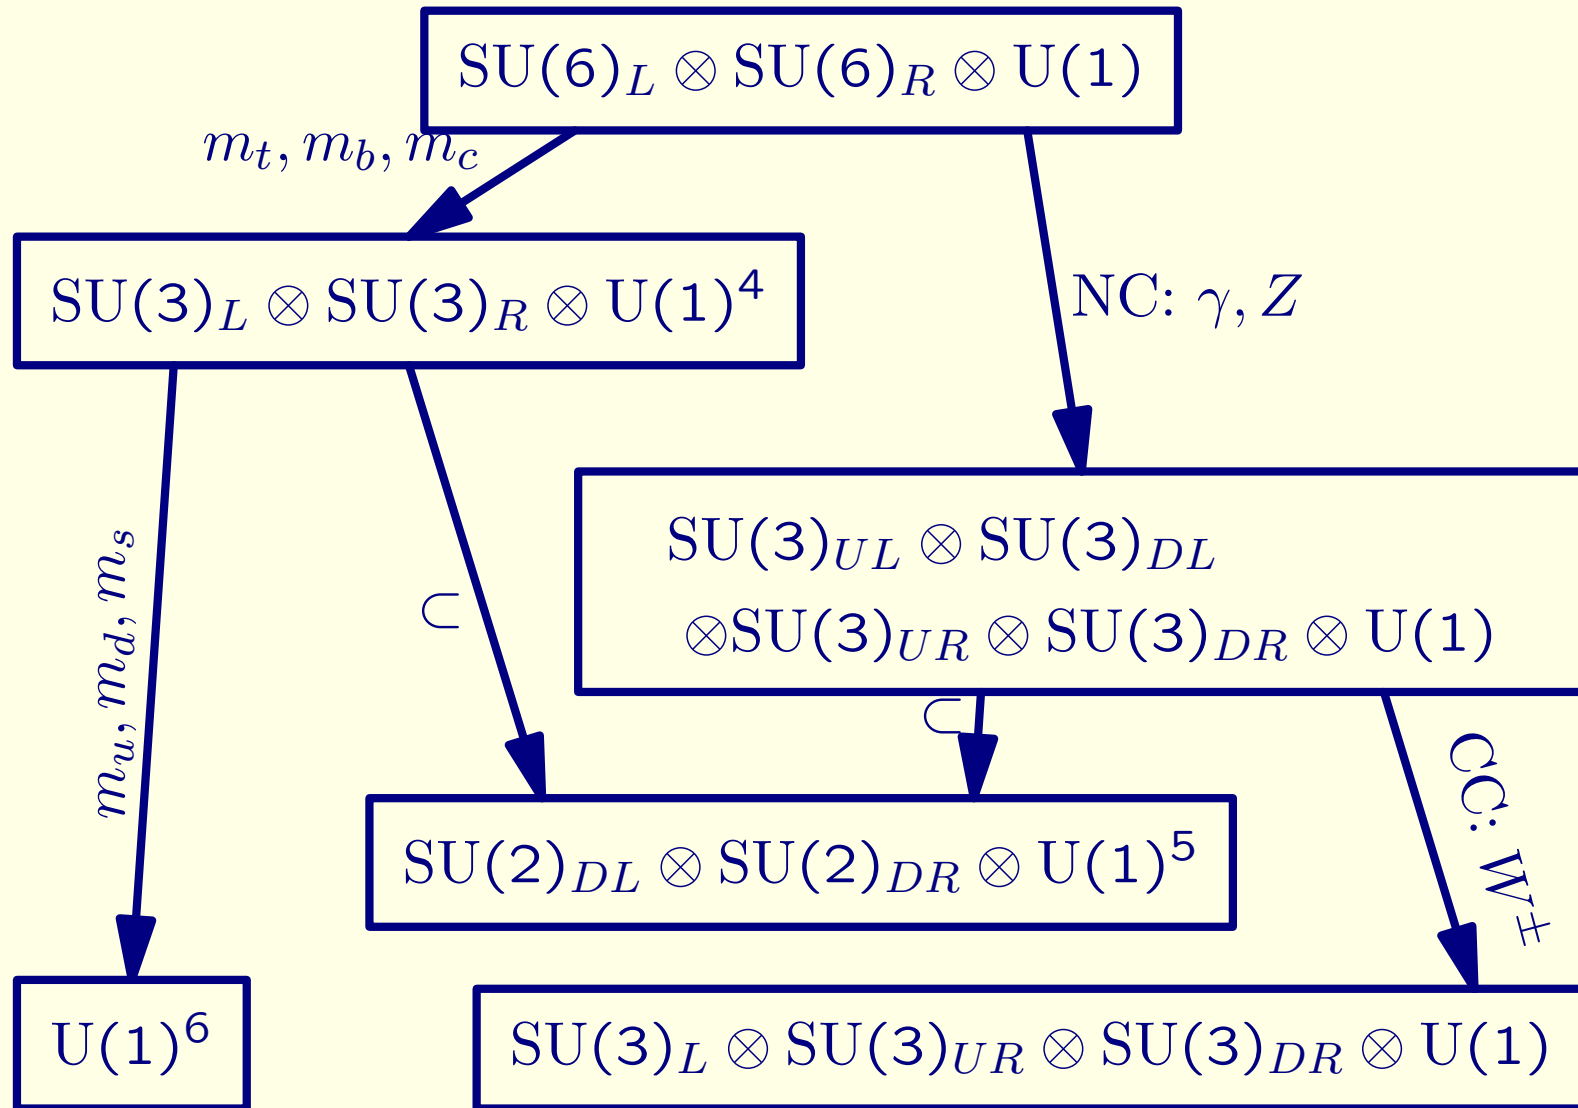 SU(6)_L ⊗ SU(6)_R ⊗ U(1)
m_t, m_b, m_c
SU(3)_L ⊗ SU(3)_R ⊗ U(1)^4
NC: γ, Z
m_u, m_d, m_s
⊂
SU(3)_{UL} ⊗ SU(3)_{DL}
⊗SU(3)_{UR} ⊗ SU(3)_{DR} ⊗ U(1)
⊂
CC: W^±
SU(2)_{DL} ⊗ SU(2)_{DR} ⊗ U(1)^5
U(1)^6
SU(3)_L ⊗ SU(3)_{UR} ⊗ SU(3)_{DR} ⊗ U(1)